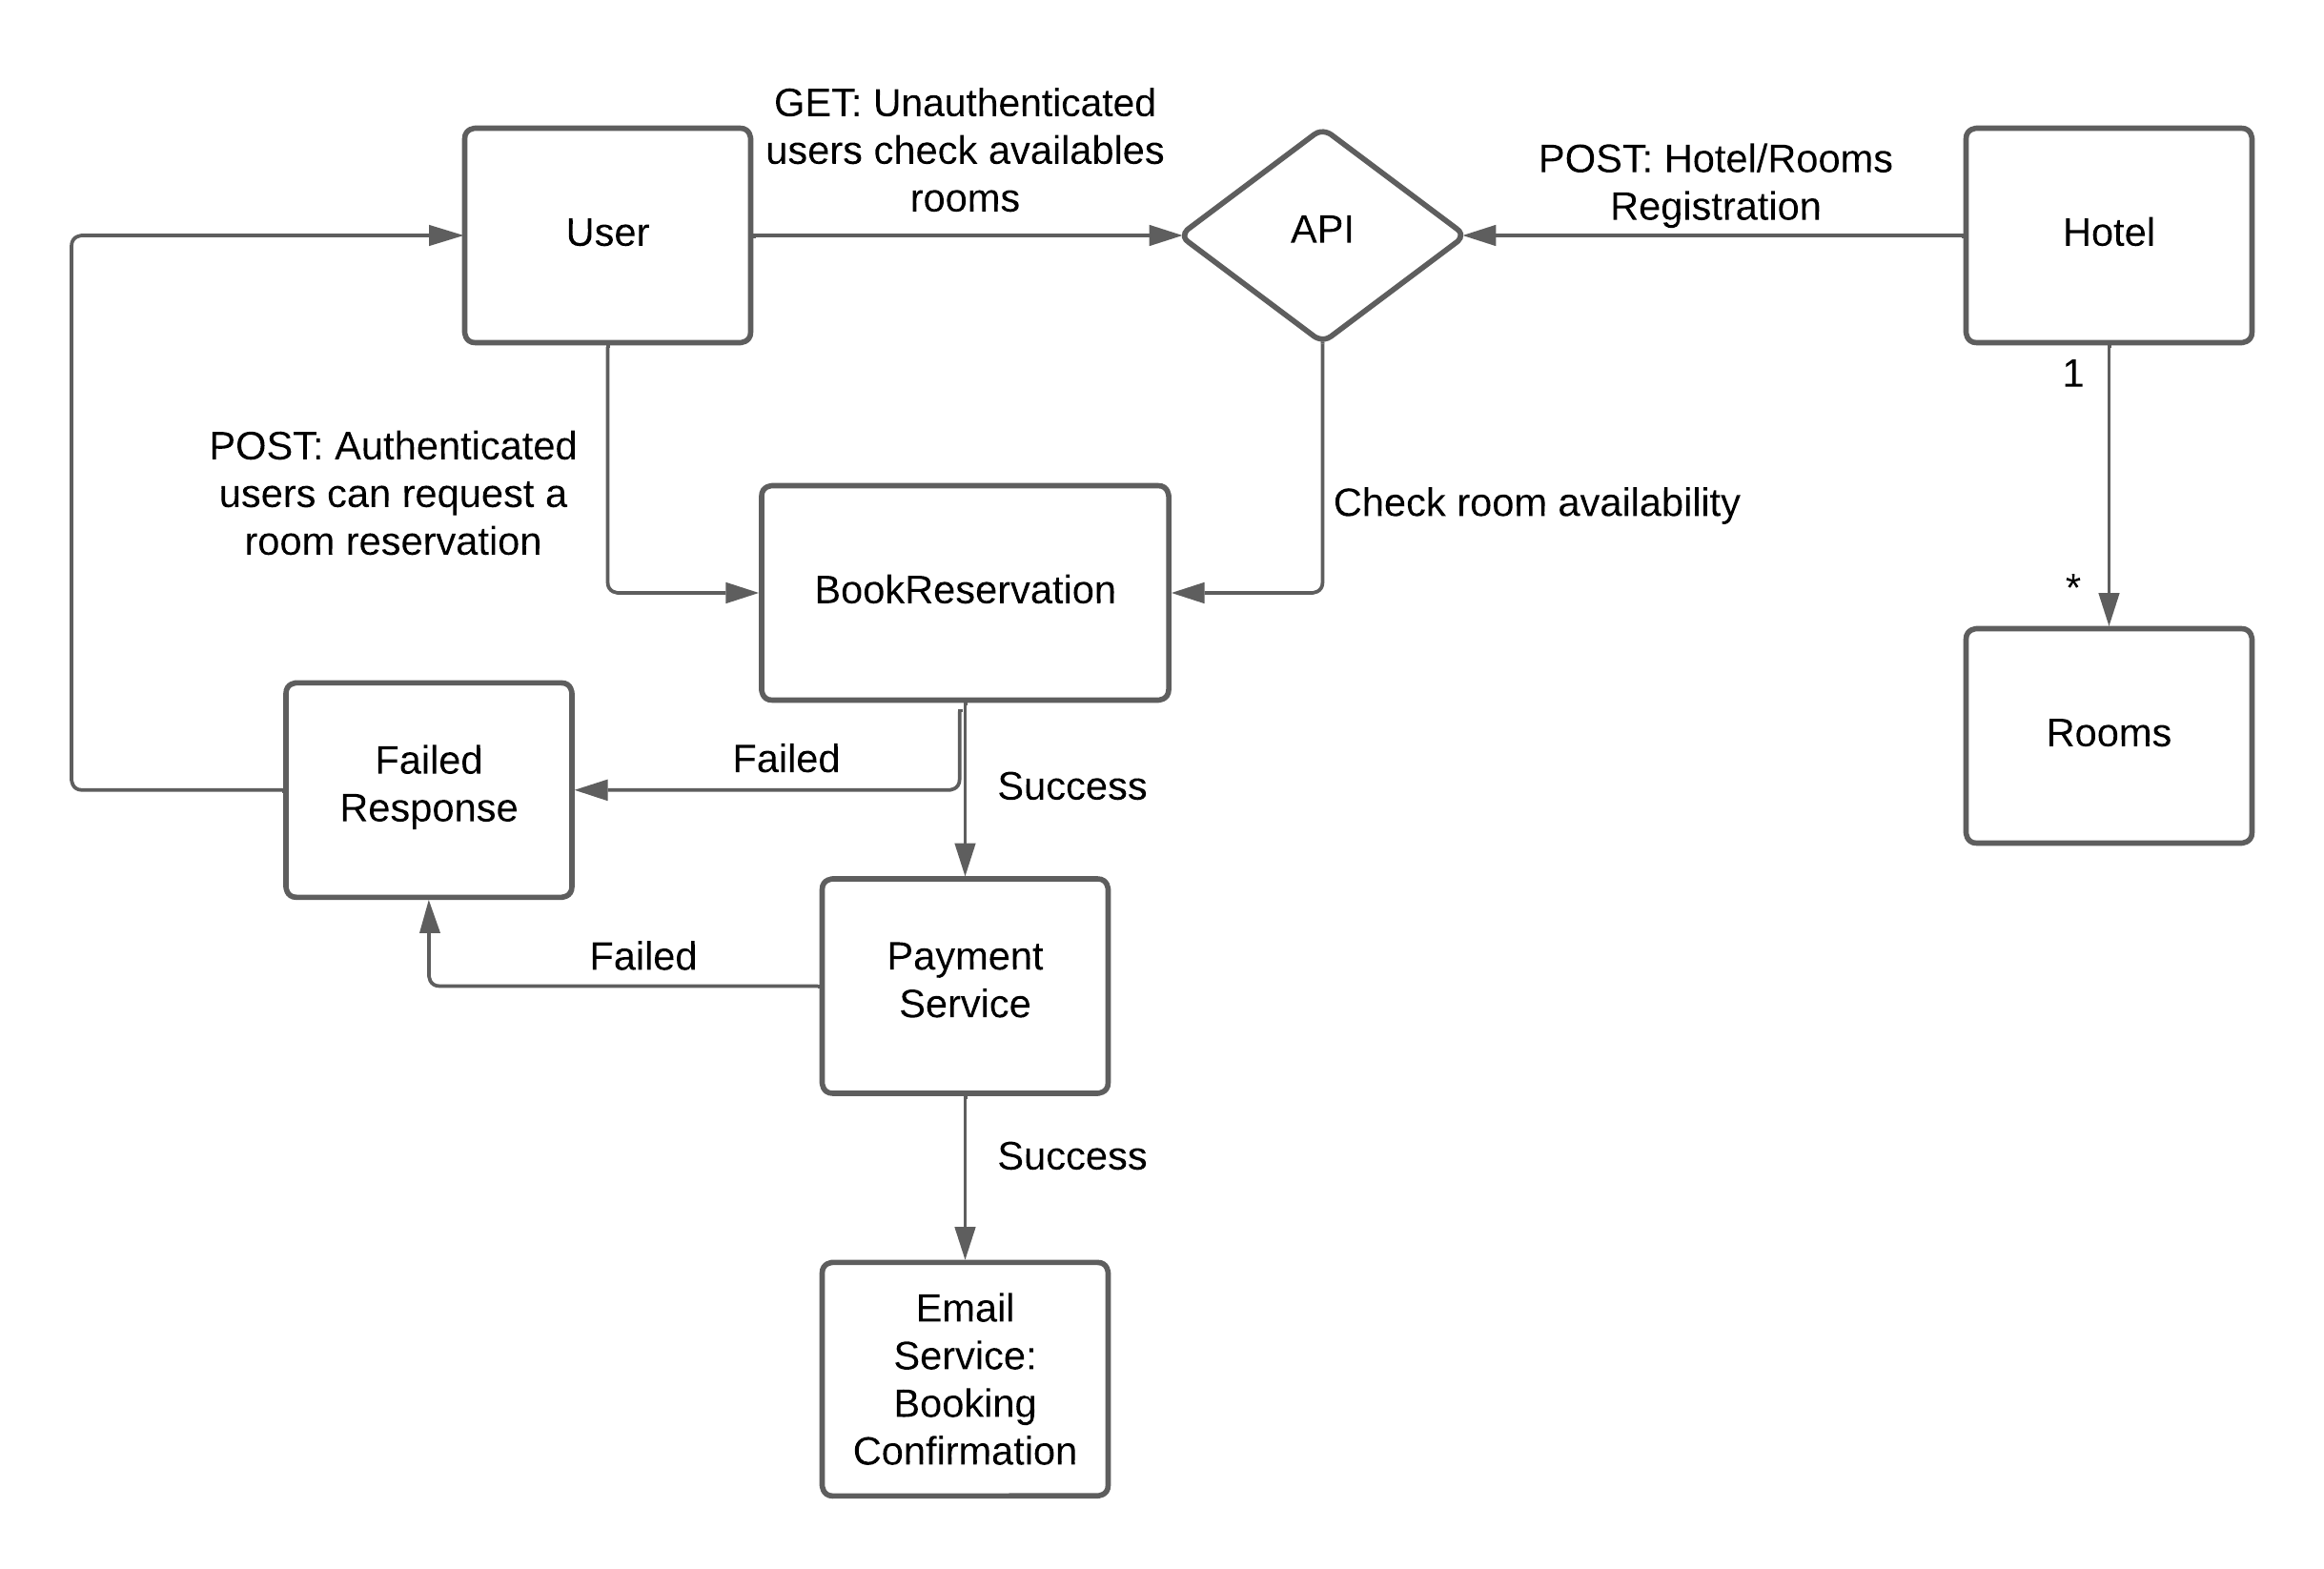 GET: Unauthenticated
users check availables
rooms
User
API
POST: Hotel/Rooms
Registration
Hotel
1
POST: Authenticated
users can request a
room reservation
Check room availability
BookReservation
*
Rooms
Failed
Response
Failed
Success
Failed
Payment
Service
Success
Email
Service:
Booking
Confirmation